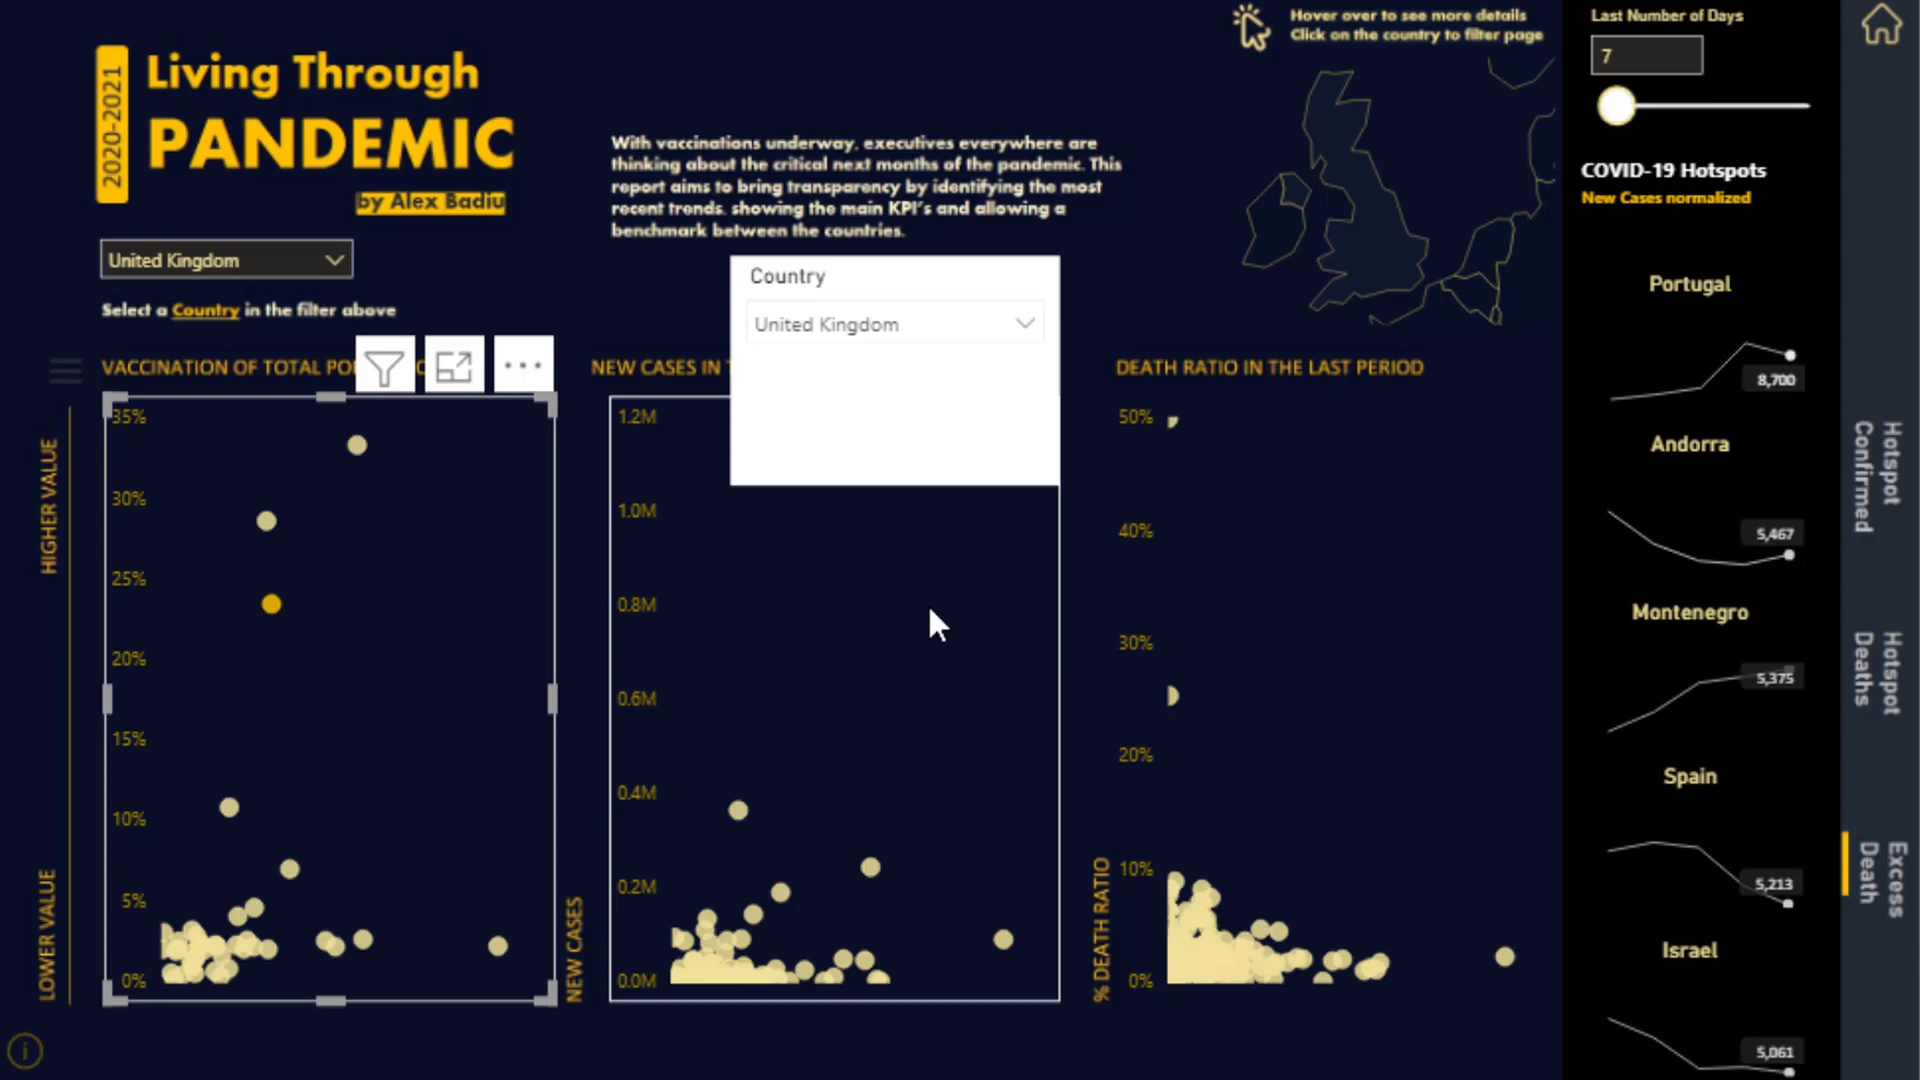 Hover over to see more details
Click on the country to filter page
Last Number of Days
7
2020-2021
Living Through
PANDEMIC
by Alex Badiu
With vaccinations underway, executives everywhere are
thinking about the critical next months of the pandemic. This
report aims to bring transparency by identifying the most
recent trends, showing the main KPI's and allowing a
benchmark between the countries.
COVID-19 Hotspots
New Cases normalized
United Kingdom
Select a Country in the filter above
Country
United Kingdom
VACCINATION OF TOTAL
NEW CASES IN
DEATH RATIO IN THE LAST PERIOD
HIGHER VALUE
LOWER VALUE
35%
30%
25%
20%
15%
10%
5%
0%
NEW CASES
1.2M
1.0M
0.8M
0.6M
0.4M
0.2M
0.0M
% DEATH RATIO
50%
40%
30%
20%
10%
0%
Portugal
8,700
Andorra
5,467
Montenegro
5,375
Spain
5,213
Israel
5,061
Hotspot
Confirmed
Hotspot
Deaths
Excess
Death